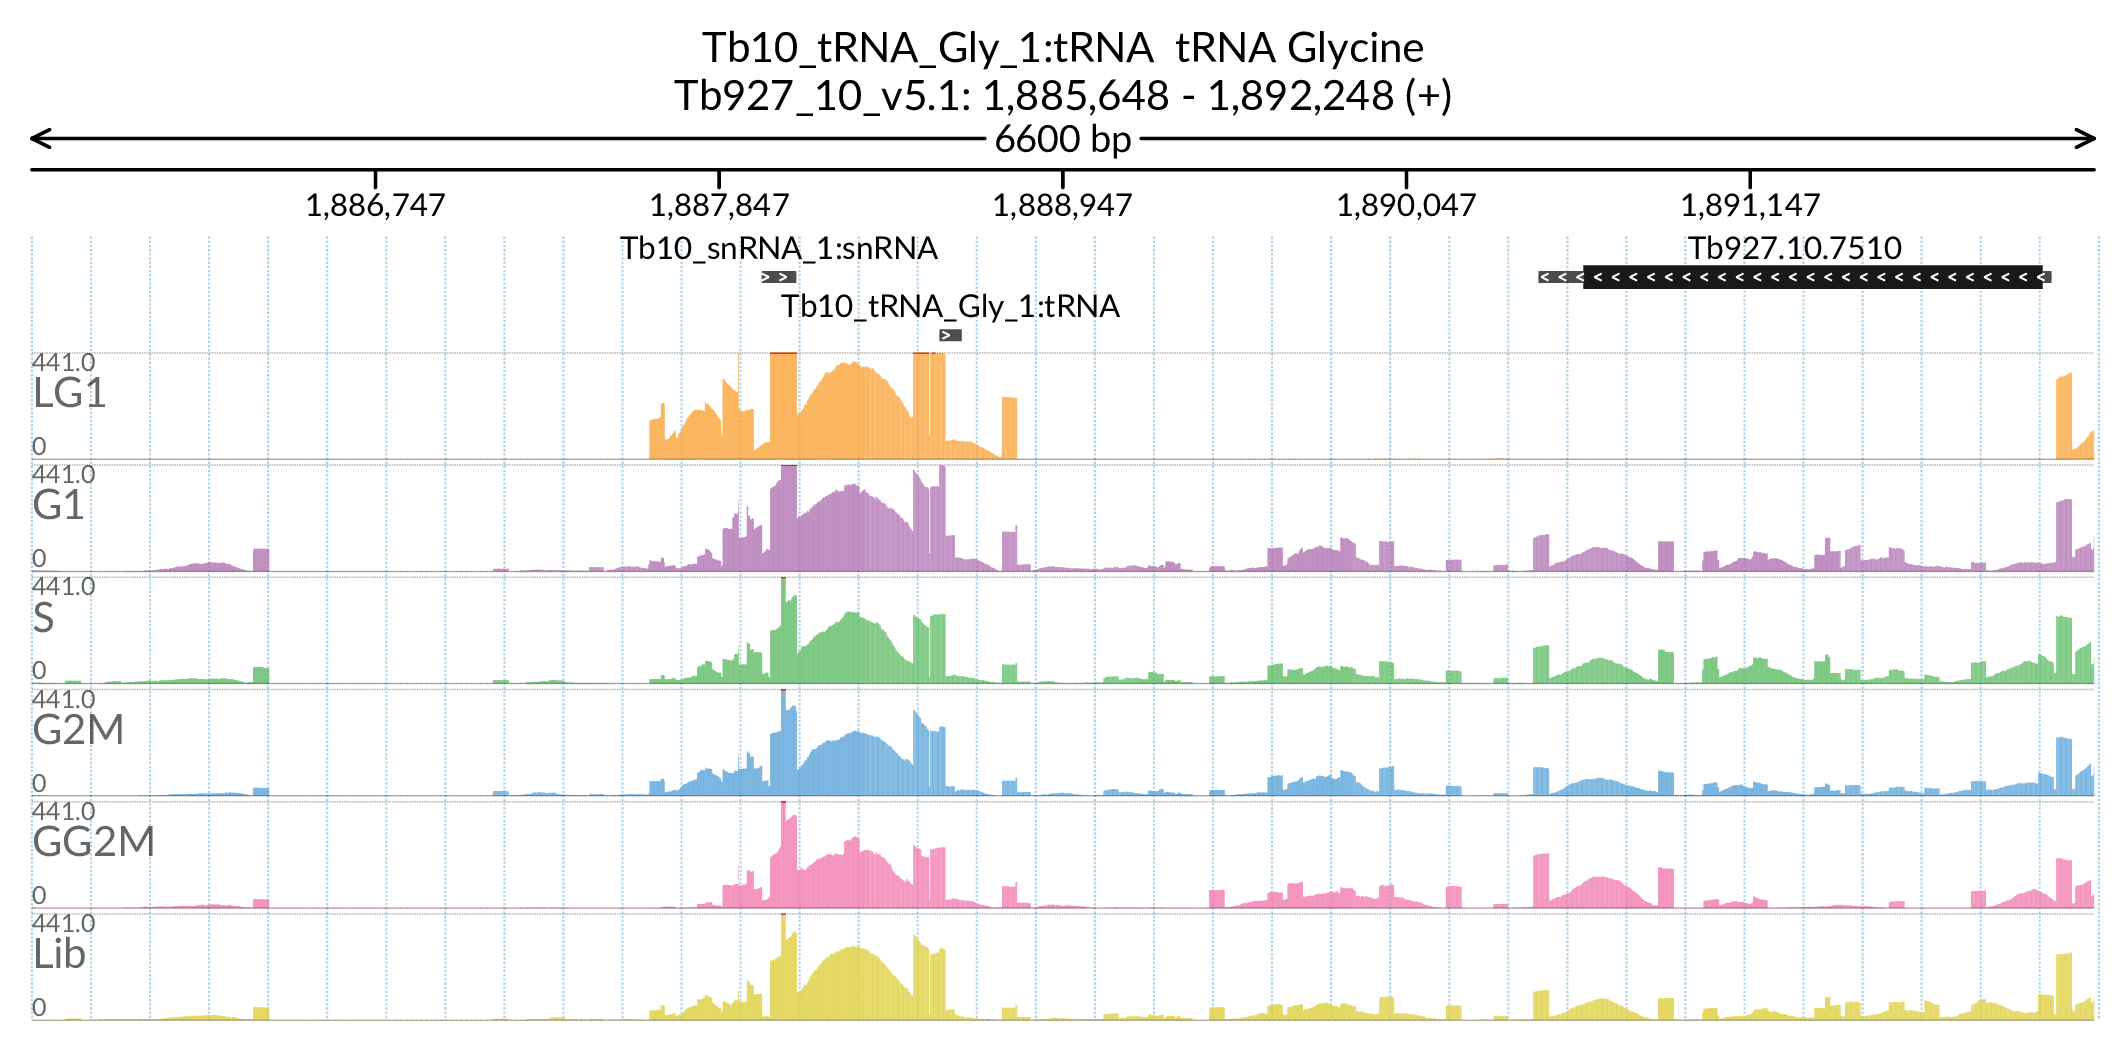 Tb10_tRNA_Gly_1:tRNA  tRNA Glycine
Tb927_10_v5.1: 1,885,648 - 1,892,248 (+)
6600 bp
1,886,747 1,887,847 1,888,947 1,890,047 1,891,147
Tb10_snRNA_1:snRNA Tb927.10.7510
Tb10_tRNA_Gly_1:tRNA
441.0
LG1
0
441.0
G1
0
441.0
S
0
441.0
G2M
0
441.0
GG2M
0
441.0
Lib
0